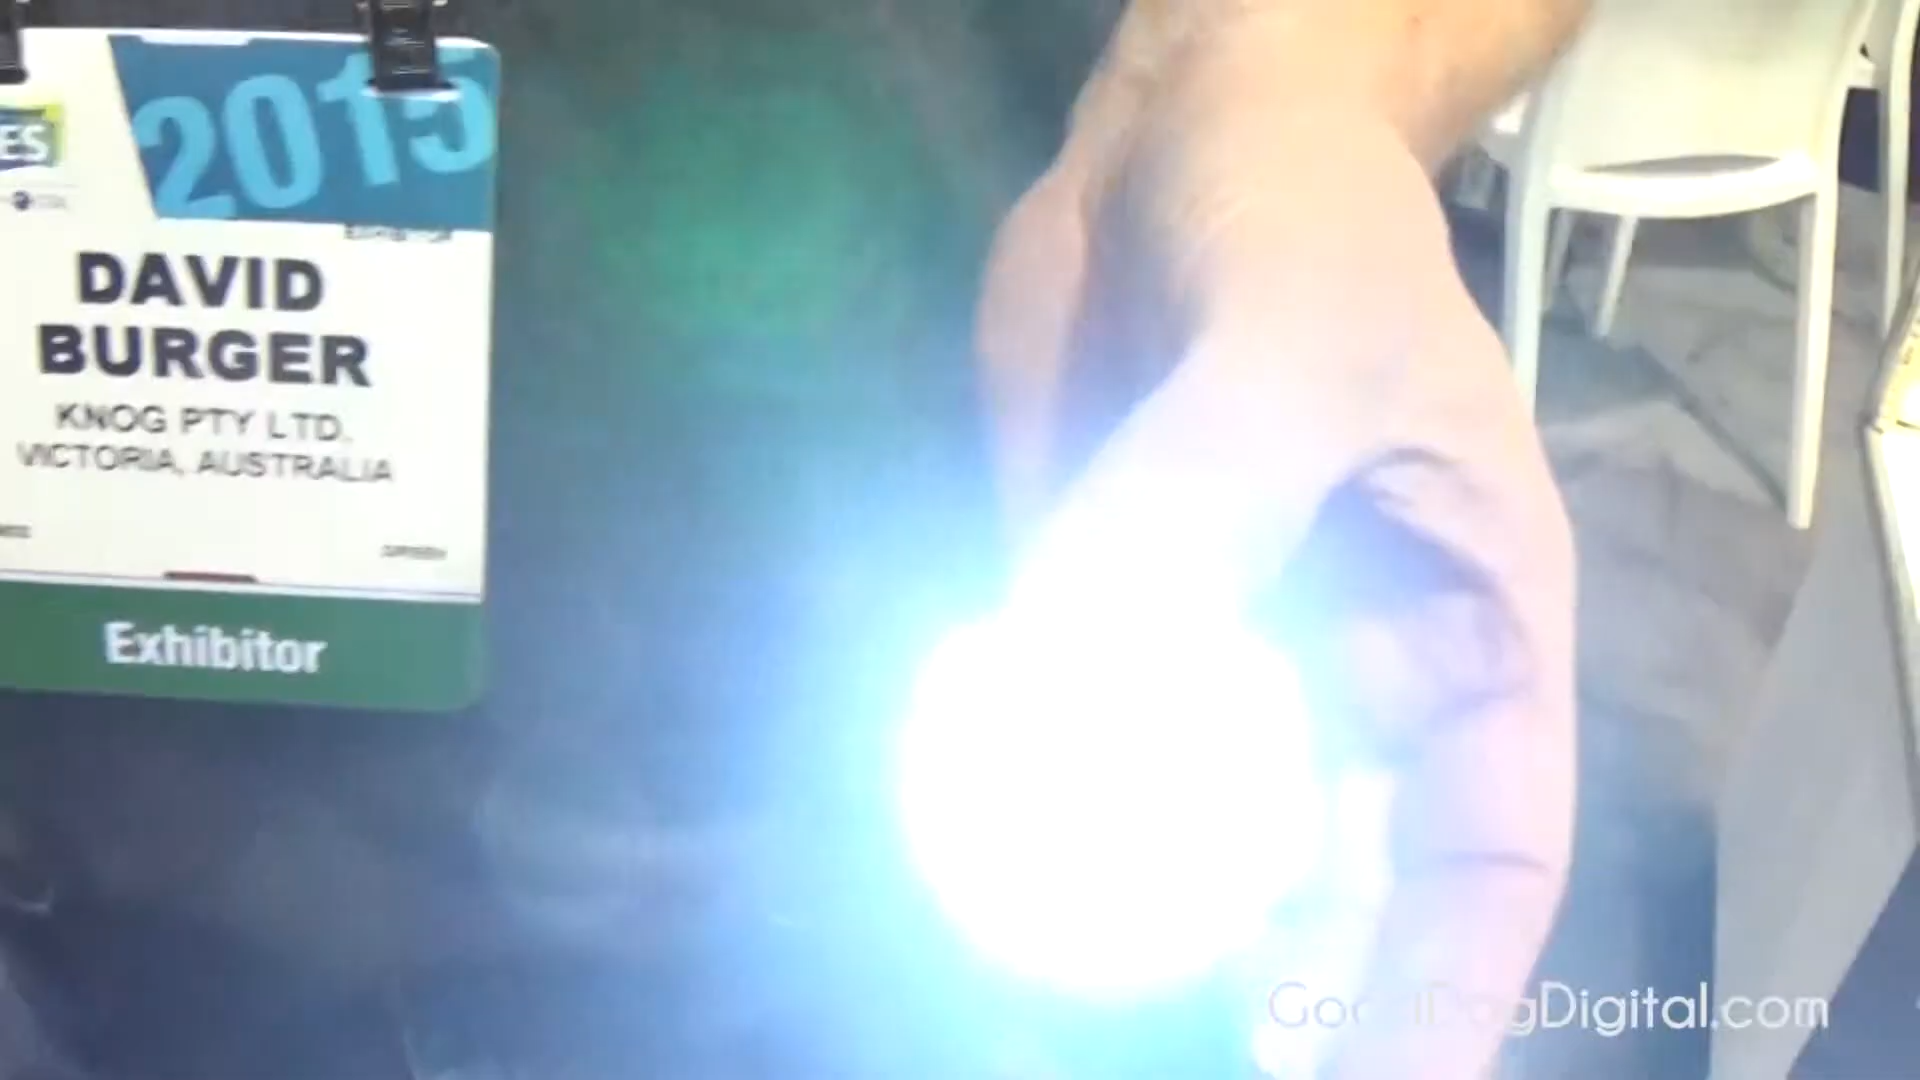 ES
2015
DAVID
BURGER
KNOG PTY LTD.
VICTORIA, AUSTRALIA
Exhibitor
GoodDogDigital.com